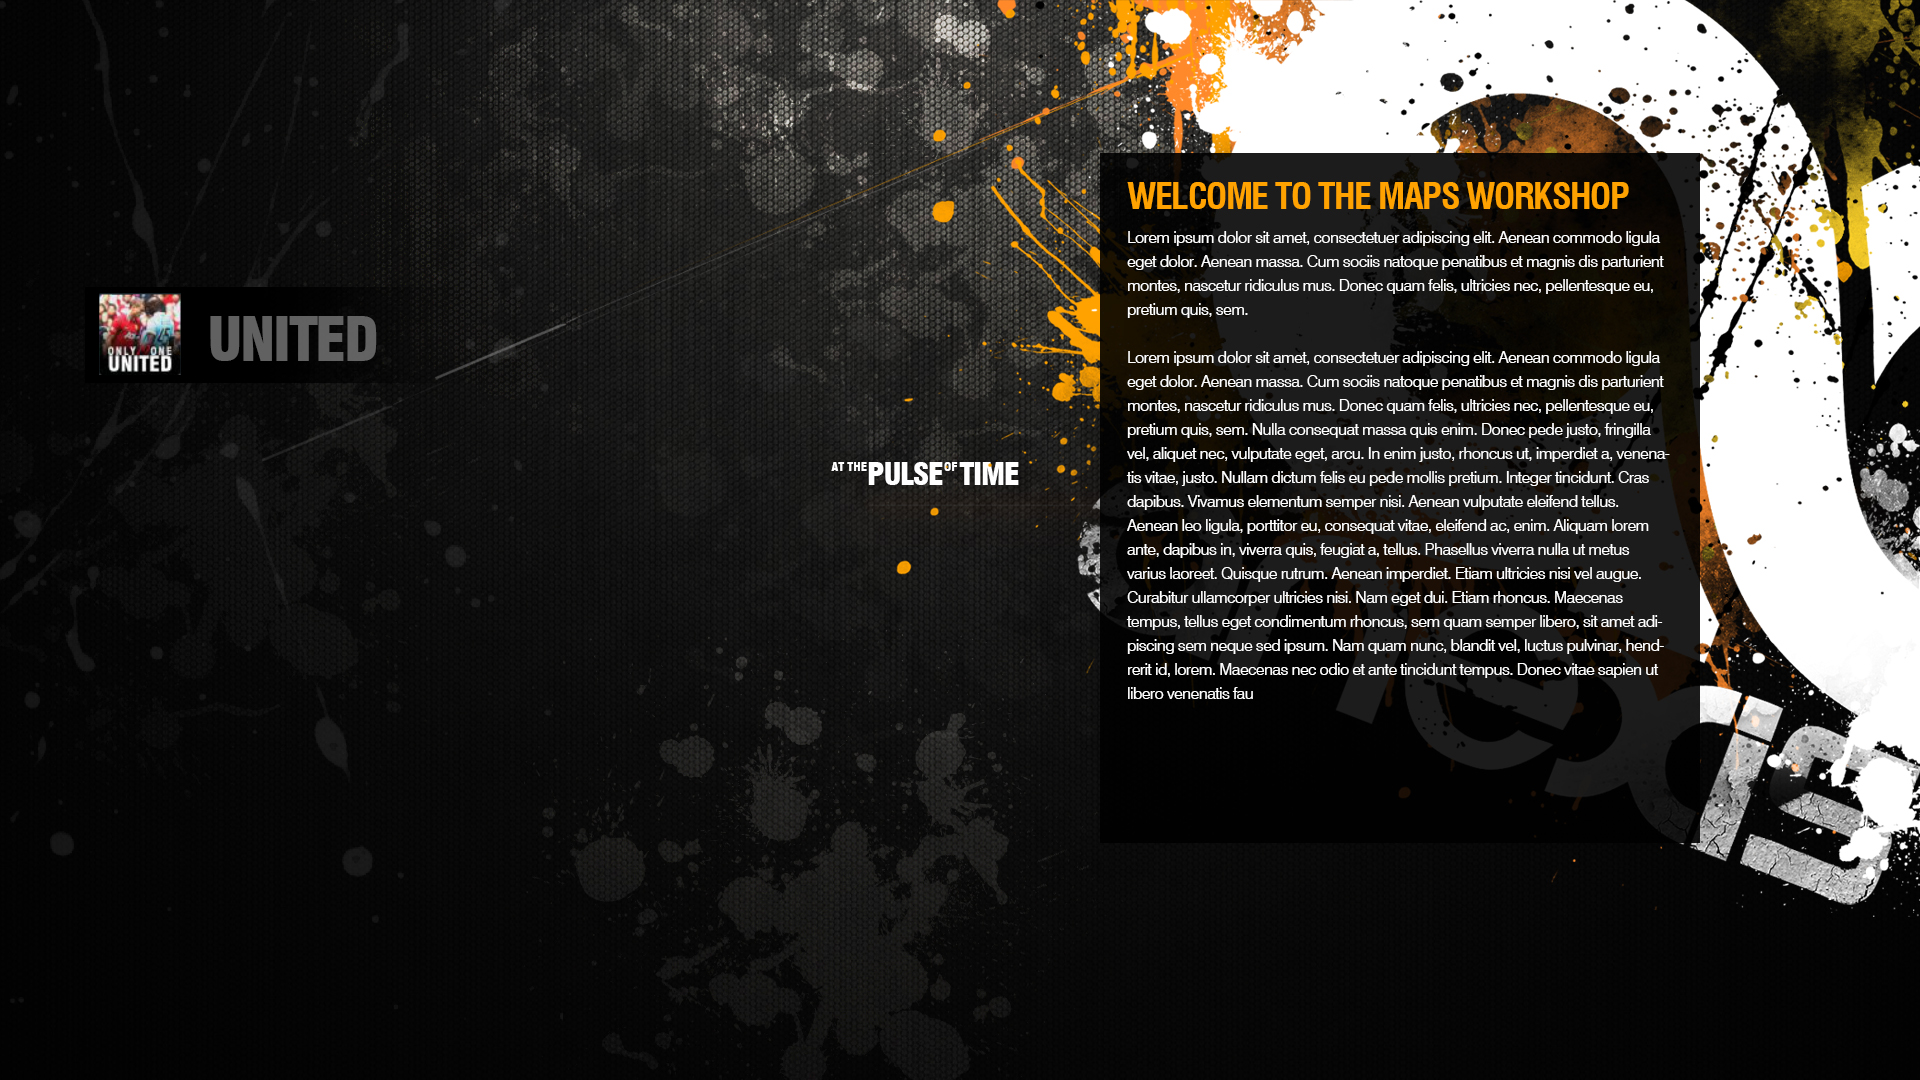 WELCOME TO THE MAPS WORKSHOP
Lorem ipsum dolor sit amet, consectetuer adipiscing elit. Aenean commodo ligula
eget dolor. Aenean massa. Cum sociis natoque penatibus et magnis dis parturient
montes, nascetur ridiculus mus. Donec quam felis, ultricies nec, pellentesque eu,
pretium quis, sem.
Lorem ipsum dolor sit amet, consectetuer adipiscing elit. Aenean commodo ligula
eget dolor. Aenean massa. Cum sociis natoque penatibus et magnis dis parturient
montes, nascetur ridiculus mus. Donec quam felis, ultricies nec, pellentesque eu,
pretium quis, sem. Nulla consequat massa quis enim. Donec pede justo, fringilla
vel, aliquet nec, vulputate eget, arcu. In enim justo, rhoncus ut, imperdiet a, venena-
tis vitae, justo. Nullam dictum felis eu pede mollis pretium. Integer tincidunt. Cras
dapibus. Vivamus elementum semper nisi. Aenean vulputate eleifend tellus.
Aenean leo ligula, porttitor eu, consequat vitae, eleifend ac, enim. Aliquam lorem
ante, dapibus in, viverra quis, feugiat a, tellus. Phasellus viverra nulla ut metus
varius laoreet. Quisque rutrum. Aenean imperdiet. Etiam ultricies nisi vel augue.
Curabitur ullamcorper ultricies nisi. Nam eget dui. Etiam rhoncus. Maecenas
tempus, tellus eget condimentum rhoncus, sem quam semper libero, sit amet adi-
piscing sem neque sed ipsum. Nam quam nunc, blandit vel, luctus pulvinar, hend-
rerit id, lorem. Maecenas nec odio et ante tincidunt tempus. Donec vitae sapien ut
libero venenatis fau
ONLY ONE
UNITED
UNITED
AT THE PULSE OF TIME